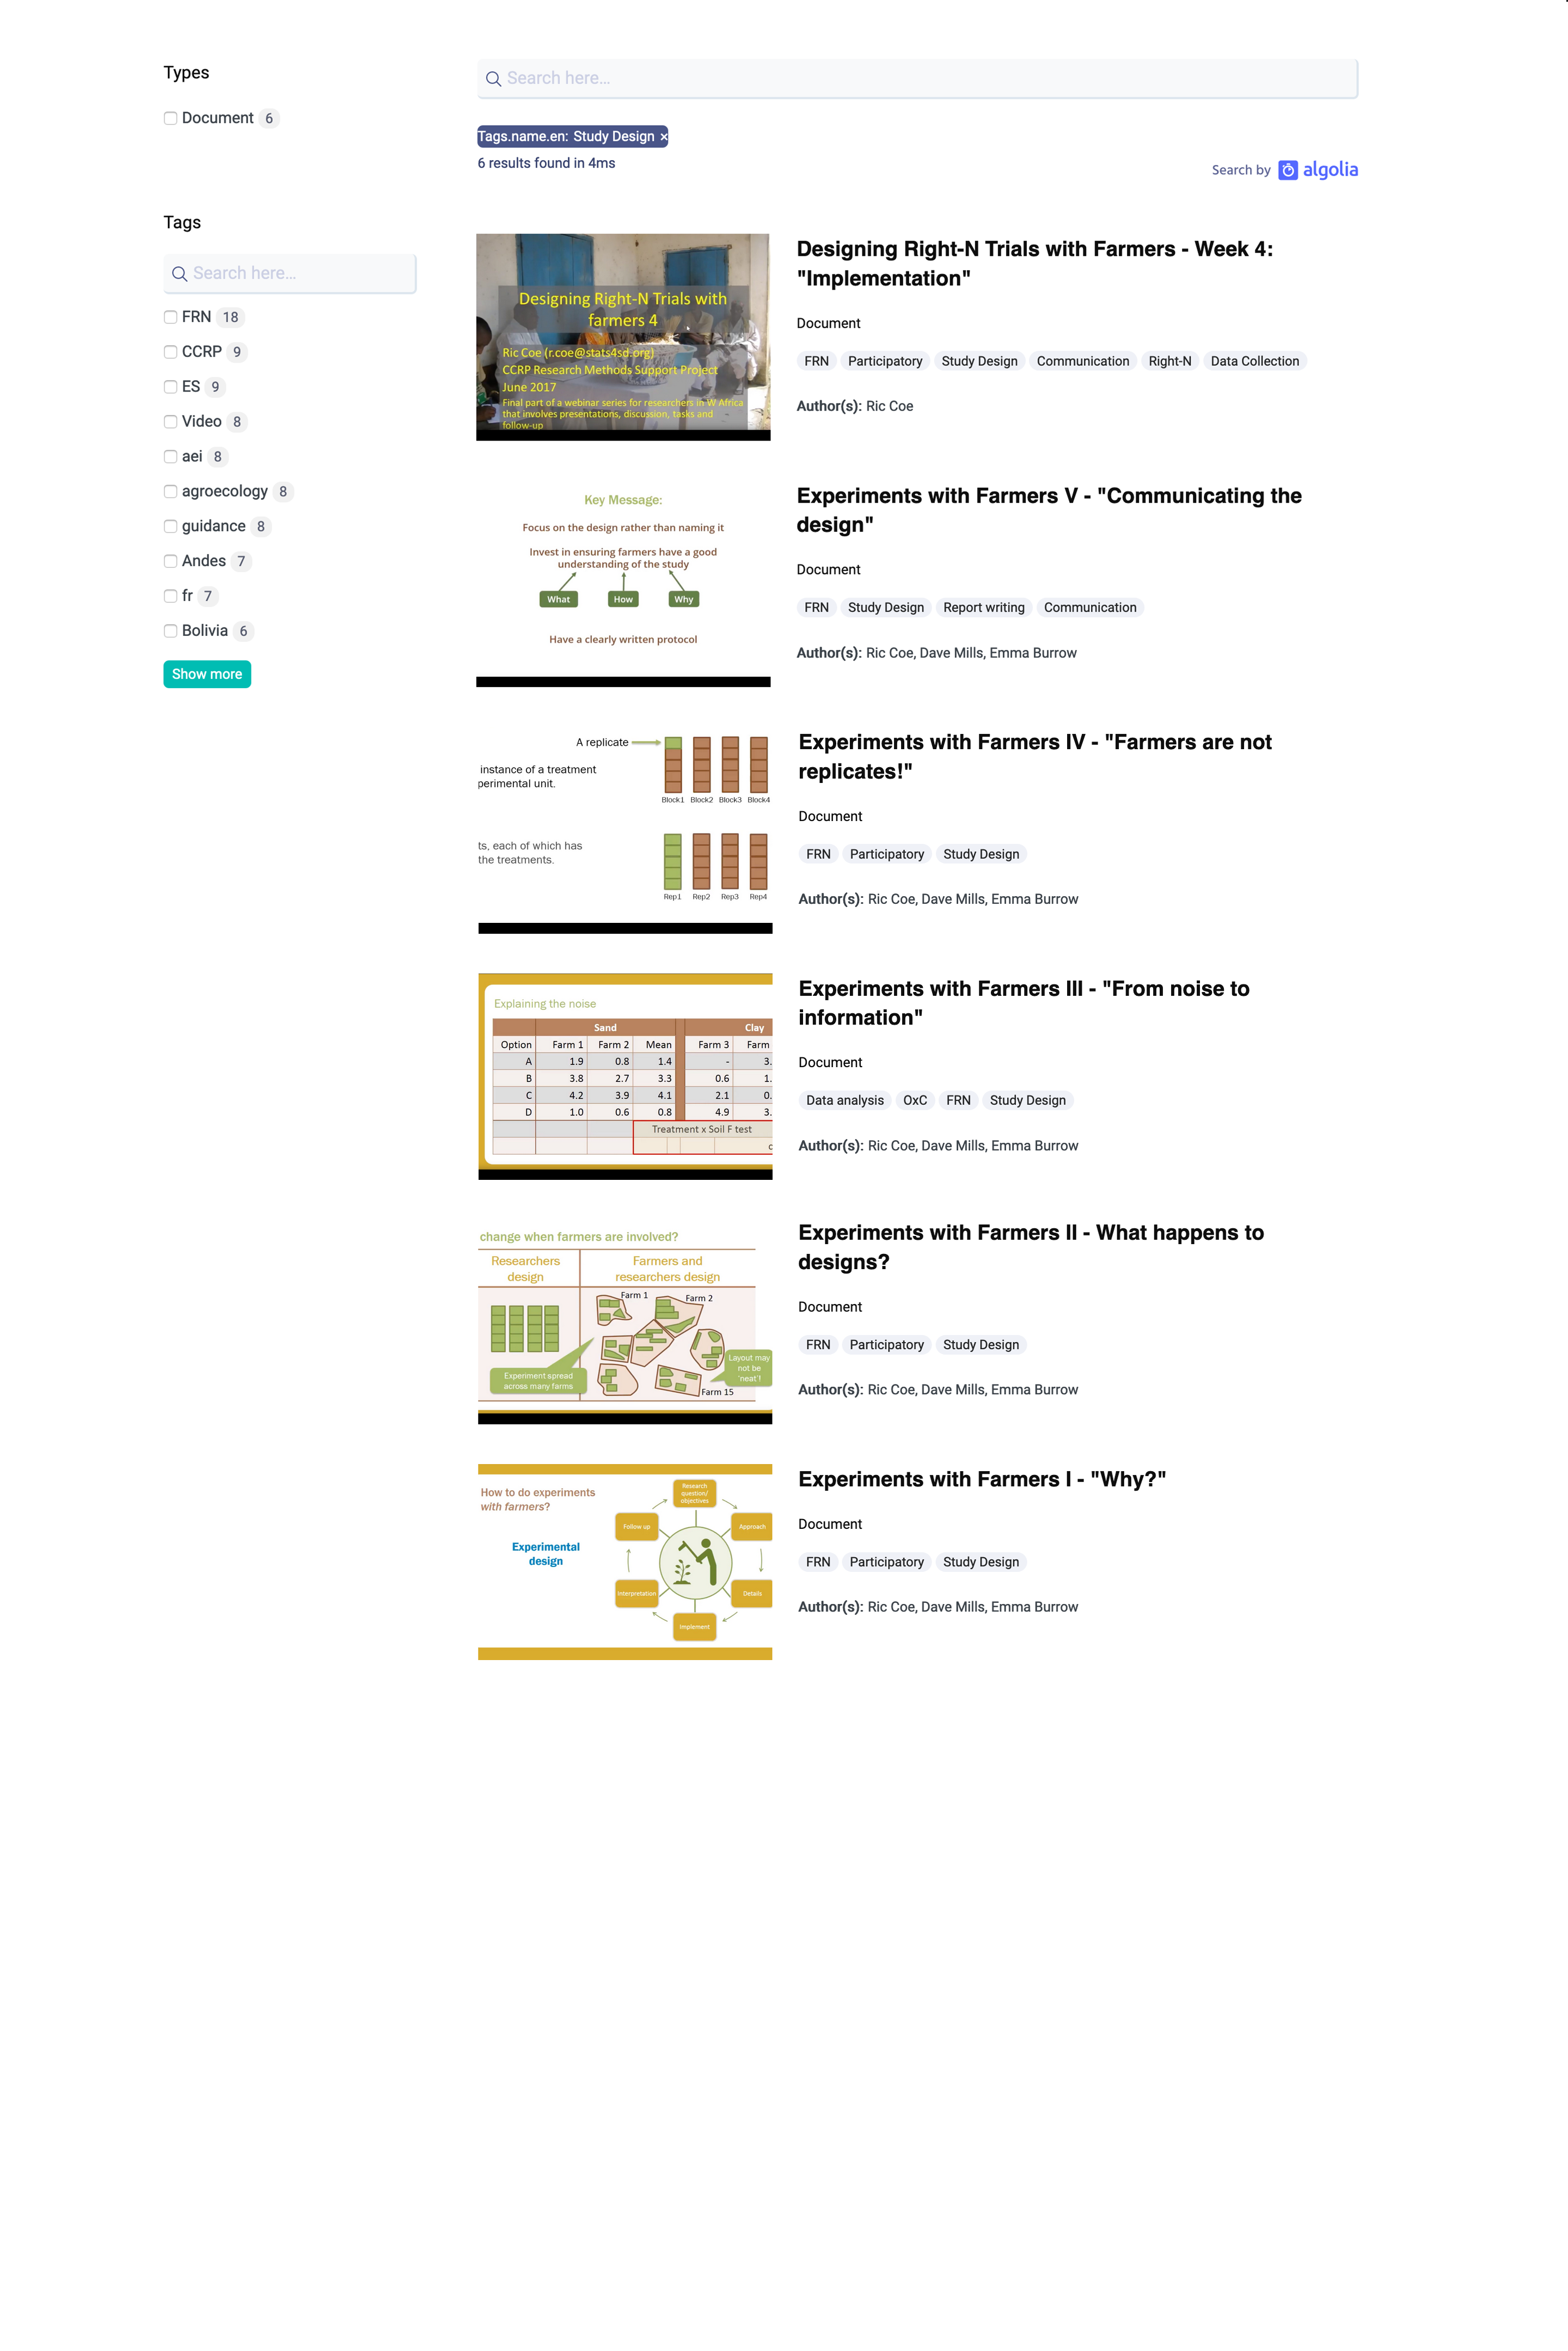 Types
Document 6
Tags
Search here...
FRN 18
CCRP 9
ES 9
Video 8
aei 8
agroecology 8
guidance 8
Andes 7
fr 7
Bolivia 6
Show more
Search here...
Tags.name.en: Study Design ×
6 results found in 4ms
Search by algolia
Designing Right-N Trials with
farmers 4
Ric Coe (r.coe@stats4sd.org)
CCRP Research Methods Support Project
June 2017
Final part of a webinar series for researchers in W Africa
that involves presentations, discussion, tasks and
follow-up
Designing Right-N Trials with Farmers - Week 4:
"Implementation"
Document
FRN Participatory Study Design Communication Right-N Data Collection
Author(s): Ric Coe
Key Message:
Focus on the design rather than naming it
Invest in ensuring farmers have a good
understanding of the study
What How Why
Have a clearly written protocol
Experiments with Farmers V - "Communicating the
design"
Document
FRN Study Design Report writing Communication
Author(s): Ric Coe, Dave Mills, Emma Burrow
A replicate
instance of a treatment
perimental unit.
Block1 Block2 Block3 Block4
ts, each of which has
the treatments.
Rep1 Rep2 Rep3 Rep4
Experiments with Farmers IV - "Farmers are not
replicates!"
Document
FRN Participatory Study Design
Author(s): Ric Coe, Dave Mills, Emma Burrow
Explaining the noise
Sand Clay
Option Farm 1 Farm 2 Mean Farm 3 Farm
A 1.9 0.8 1.4 - 3.
B 3.8 2.7 3.3 0.6 1.
C 4.2 3.9 4.1 2.1 0.
D 1.0 0.6 0.8 4.9 3.
Treatment x Soil F test
Experiments with Farmers III - "From noise to
information"
Document
Data analysis OxC FRN Study Design
Author(s): Ric Coe, Dave Mills, Emma Burrow
change when farmers are involved?
Researchers
design
Farmers and
researchers design
Farm 1
Farm 2
Experiment spread
across many farms
Layout may
not be
'neat'!
Farm 15
Experiments with Farmers II - What happens to
designs?
Document
FRN Participatory Study Design
Author(s): Ric Coe, Dave Mills, Emma Burrow
How to do experiments
with farmers?
Experimental
design
Research
question/
objectives
Approach
Details
Implement
Interpretation
Follow up
Experiments with Farmers I - "Why?"
Document
FRN Participatory Study Design
Author(s): Ric Coe, Dave Mills, Emma Burrow